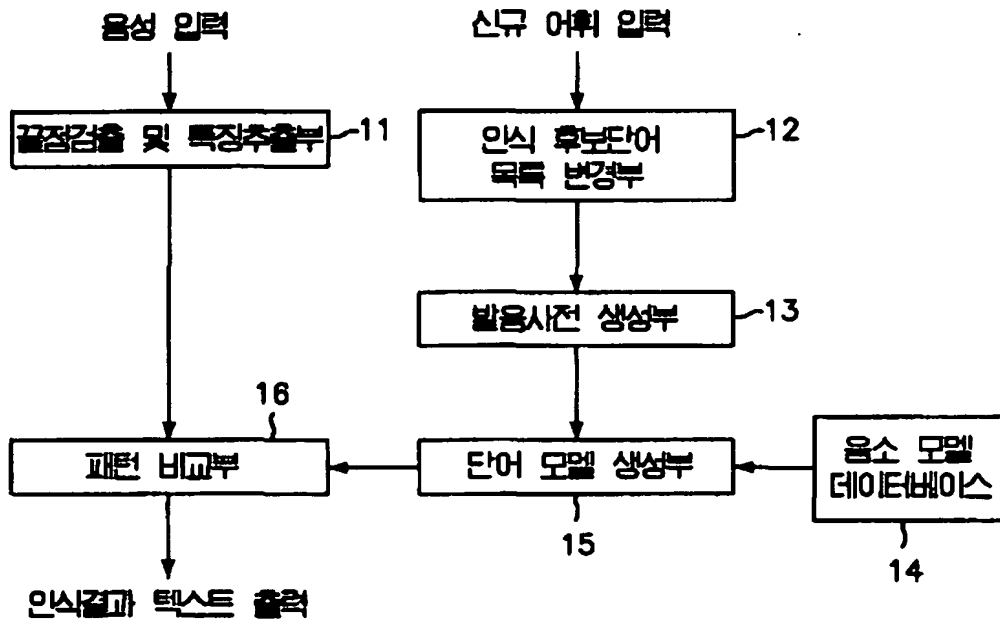 음성 입력
신규 어휘 입력
끝점검출 및 특징추출부
11
인식 후보단어
목록 변경부
12
발음사전 생성부
13
16
패턴 비교부
단어 모델 생성부
음소 모델
데이터베이스
15
14
인식결과 텍스트 출력